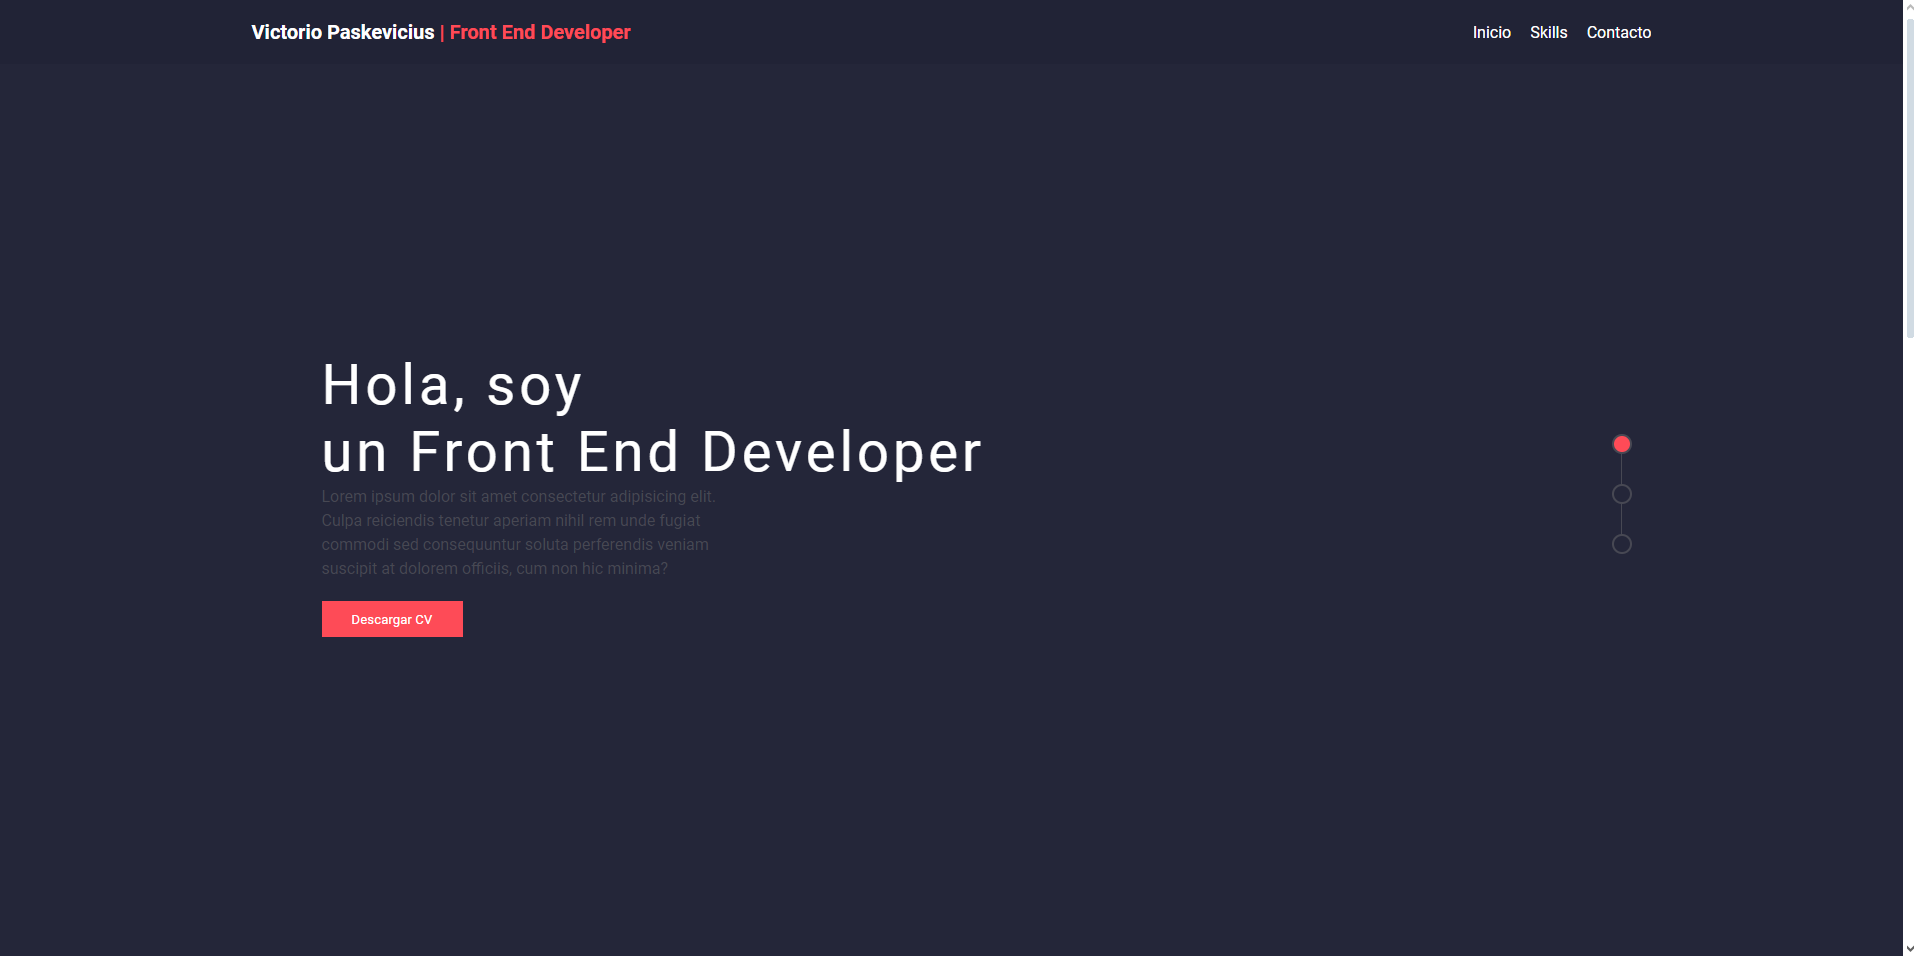 Victorio Paskevicius | Front End Developer
Inicio Skills Contacto
Hola, soy
un Front End Developer
Lorem ipsum dolor sit amet consectetur adipisicing elit.
Culpa reiciendis tenetur aperiam nihil rem unde fugiat
commodi sed consequuntur soluta perferendis veniam
suscipit at dolorem officiis, cum non hic minima?
Descargar CV